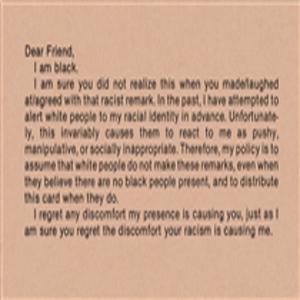 Dear Friend,
I am black.
I am sure you did not realize this when you made/laughed
at/agreed with that racist remark. In the past, I have attempted to
alert white people to my racial identity in advance. Unfortunate-
ly, this invariably causes them to react to me as pushy,
manipulative, or socially inappropriate. Therefore, my policy is to
assume that white people do not make these remarks, even when
they believe there are no black people present, and to distribute
this card when they do.
I regret any discomfort my presence is causing you, just as I
am sure you regret the discomfort your racism is causing me.